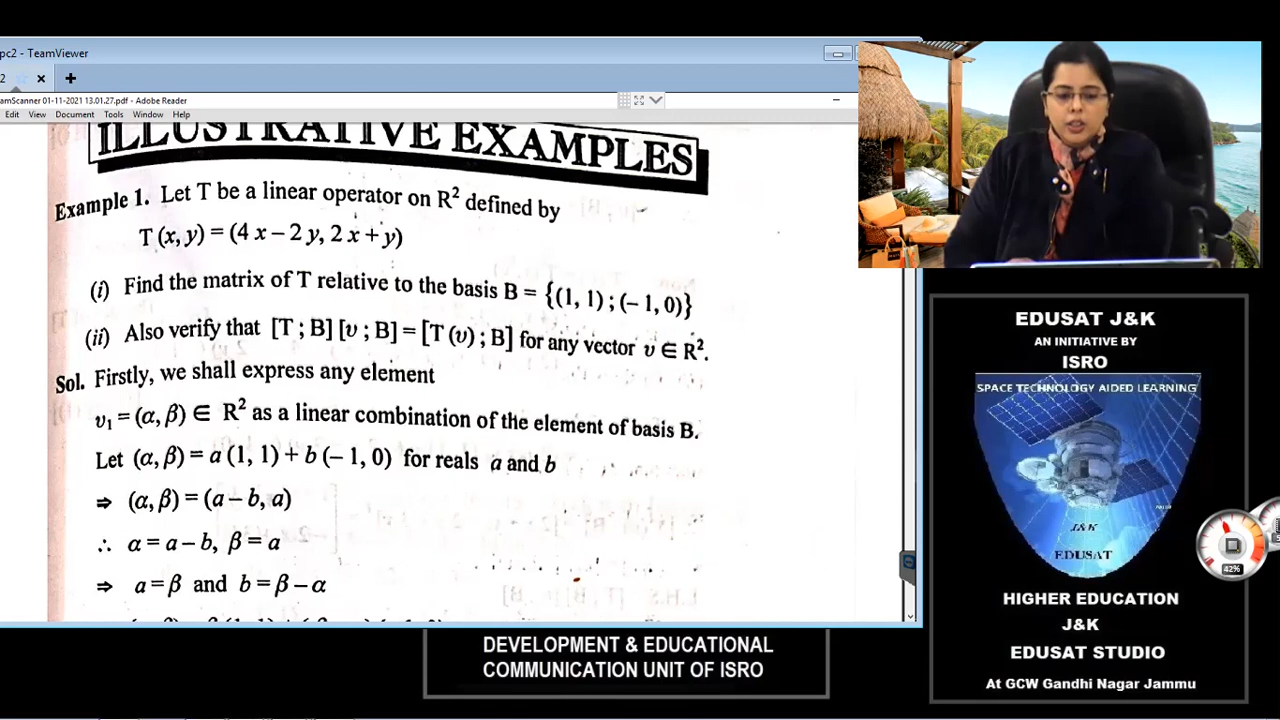 pc2 - TeamViewer
2
amScanner 01-11-2021 13.01.27.pdf - Adobe Reader
Edit View Document Tools Window Help
ILLUSTRATIVE EXAMPLES
Example 1. Let T be a linear operator on R² defined by
T (x, y) = (4 x − 2 y, 2 x + y)
(i) Find the matrix of T relative to the basis B = {(1, 1) ; (− 1, 0)}
(ii) Also verify that [T ; B] [υ ; B] = [T (υ) ; B] for any vector υ ∈ R².
Sol. Firstly, we shall express any element
υ₁ = (α, β) ∈ R² as a linear combination of the element of basis B.
Let (α, β) = a (1, 1) + b (− 1, 0) for reals a and b
⇒ (α, β) = (a − b, a)
∴ α = a − b, β = a
⇒ a = β and b = β − α
EDUSAT J&K
AN INITIATIVE BY
ISRO
SPACE TECHNOLOGY AIDED LEARNING
J&K
EDUSAT
42%
HIGHER EDUCATION
J&K
EDUSAT STUDIO
At GCW Gandhi Nagar Jammu
DEVELOPMENT & EDUCATIONAL
COMMUNICATION UNIT OF ISRO